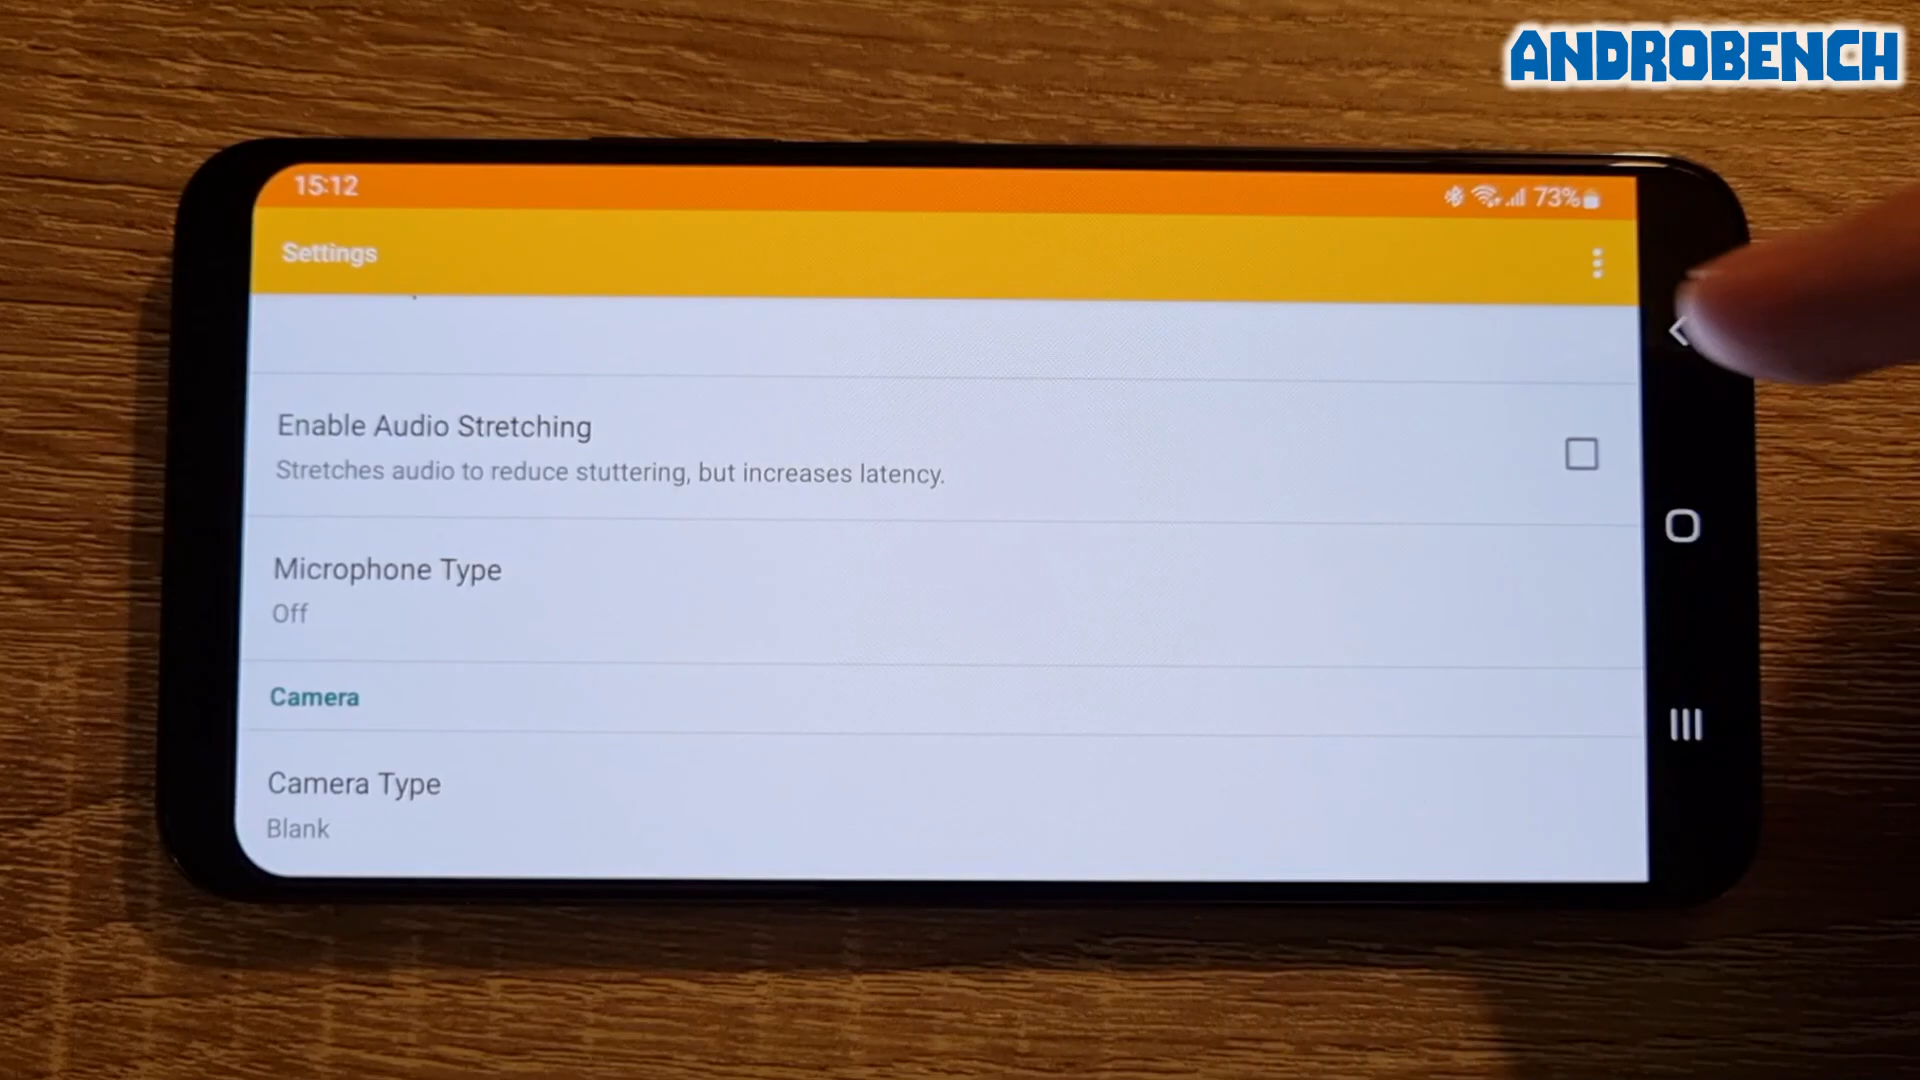 ANDROBENCH
15:12
73%
Settings
Enable Audio Stretching
Stretches audio to reduce stuttering, but increases latency.
Microphone Type
Off
Camera
Camera Type
Blank